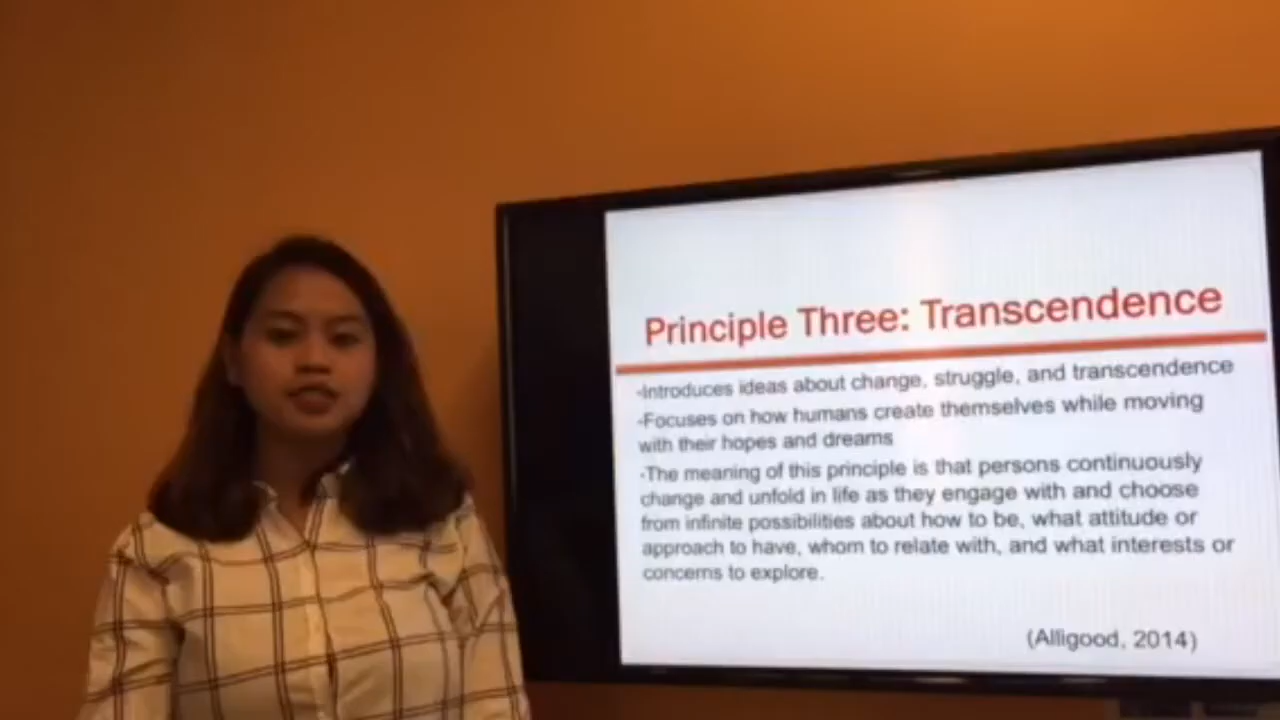 Principle Three: Transcendence
-Introduces ideas about change, struggle, and transcendence
-Focuses on how humans create themselves while moving
with their hopes and dreams
-The meaning of this principle is that persons continuously
change and unfold in life as they engage with and choose
from infinite possibilities about how to be, what attitude or
approach to have, whom to relate with, and what interests or
concerns to explore.
(Alligood, 2014)